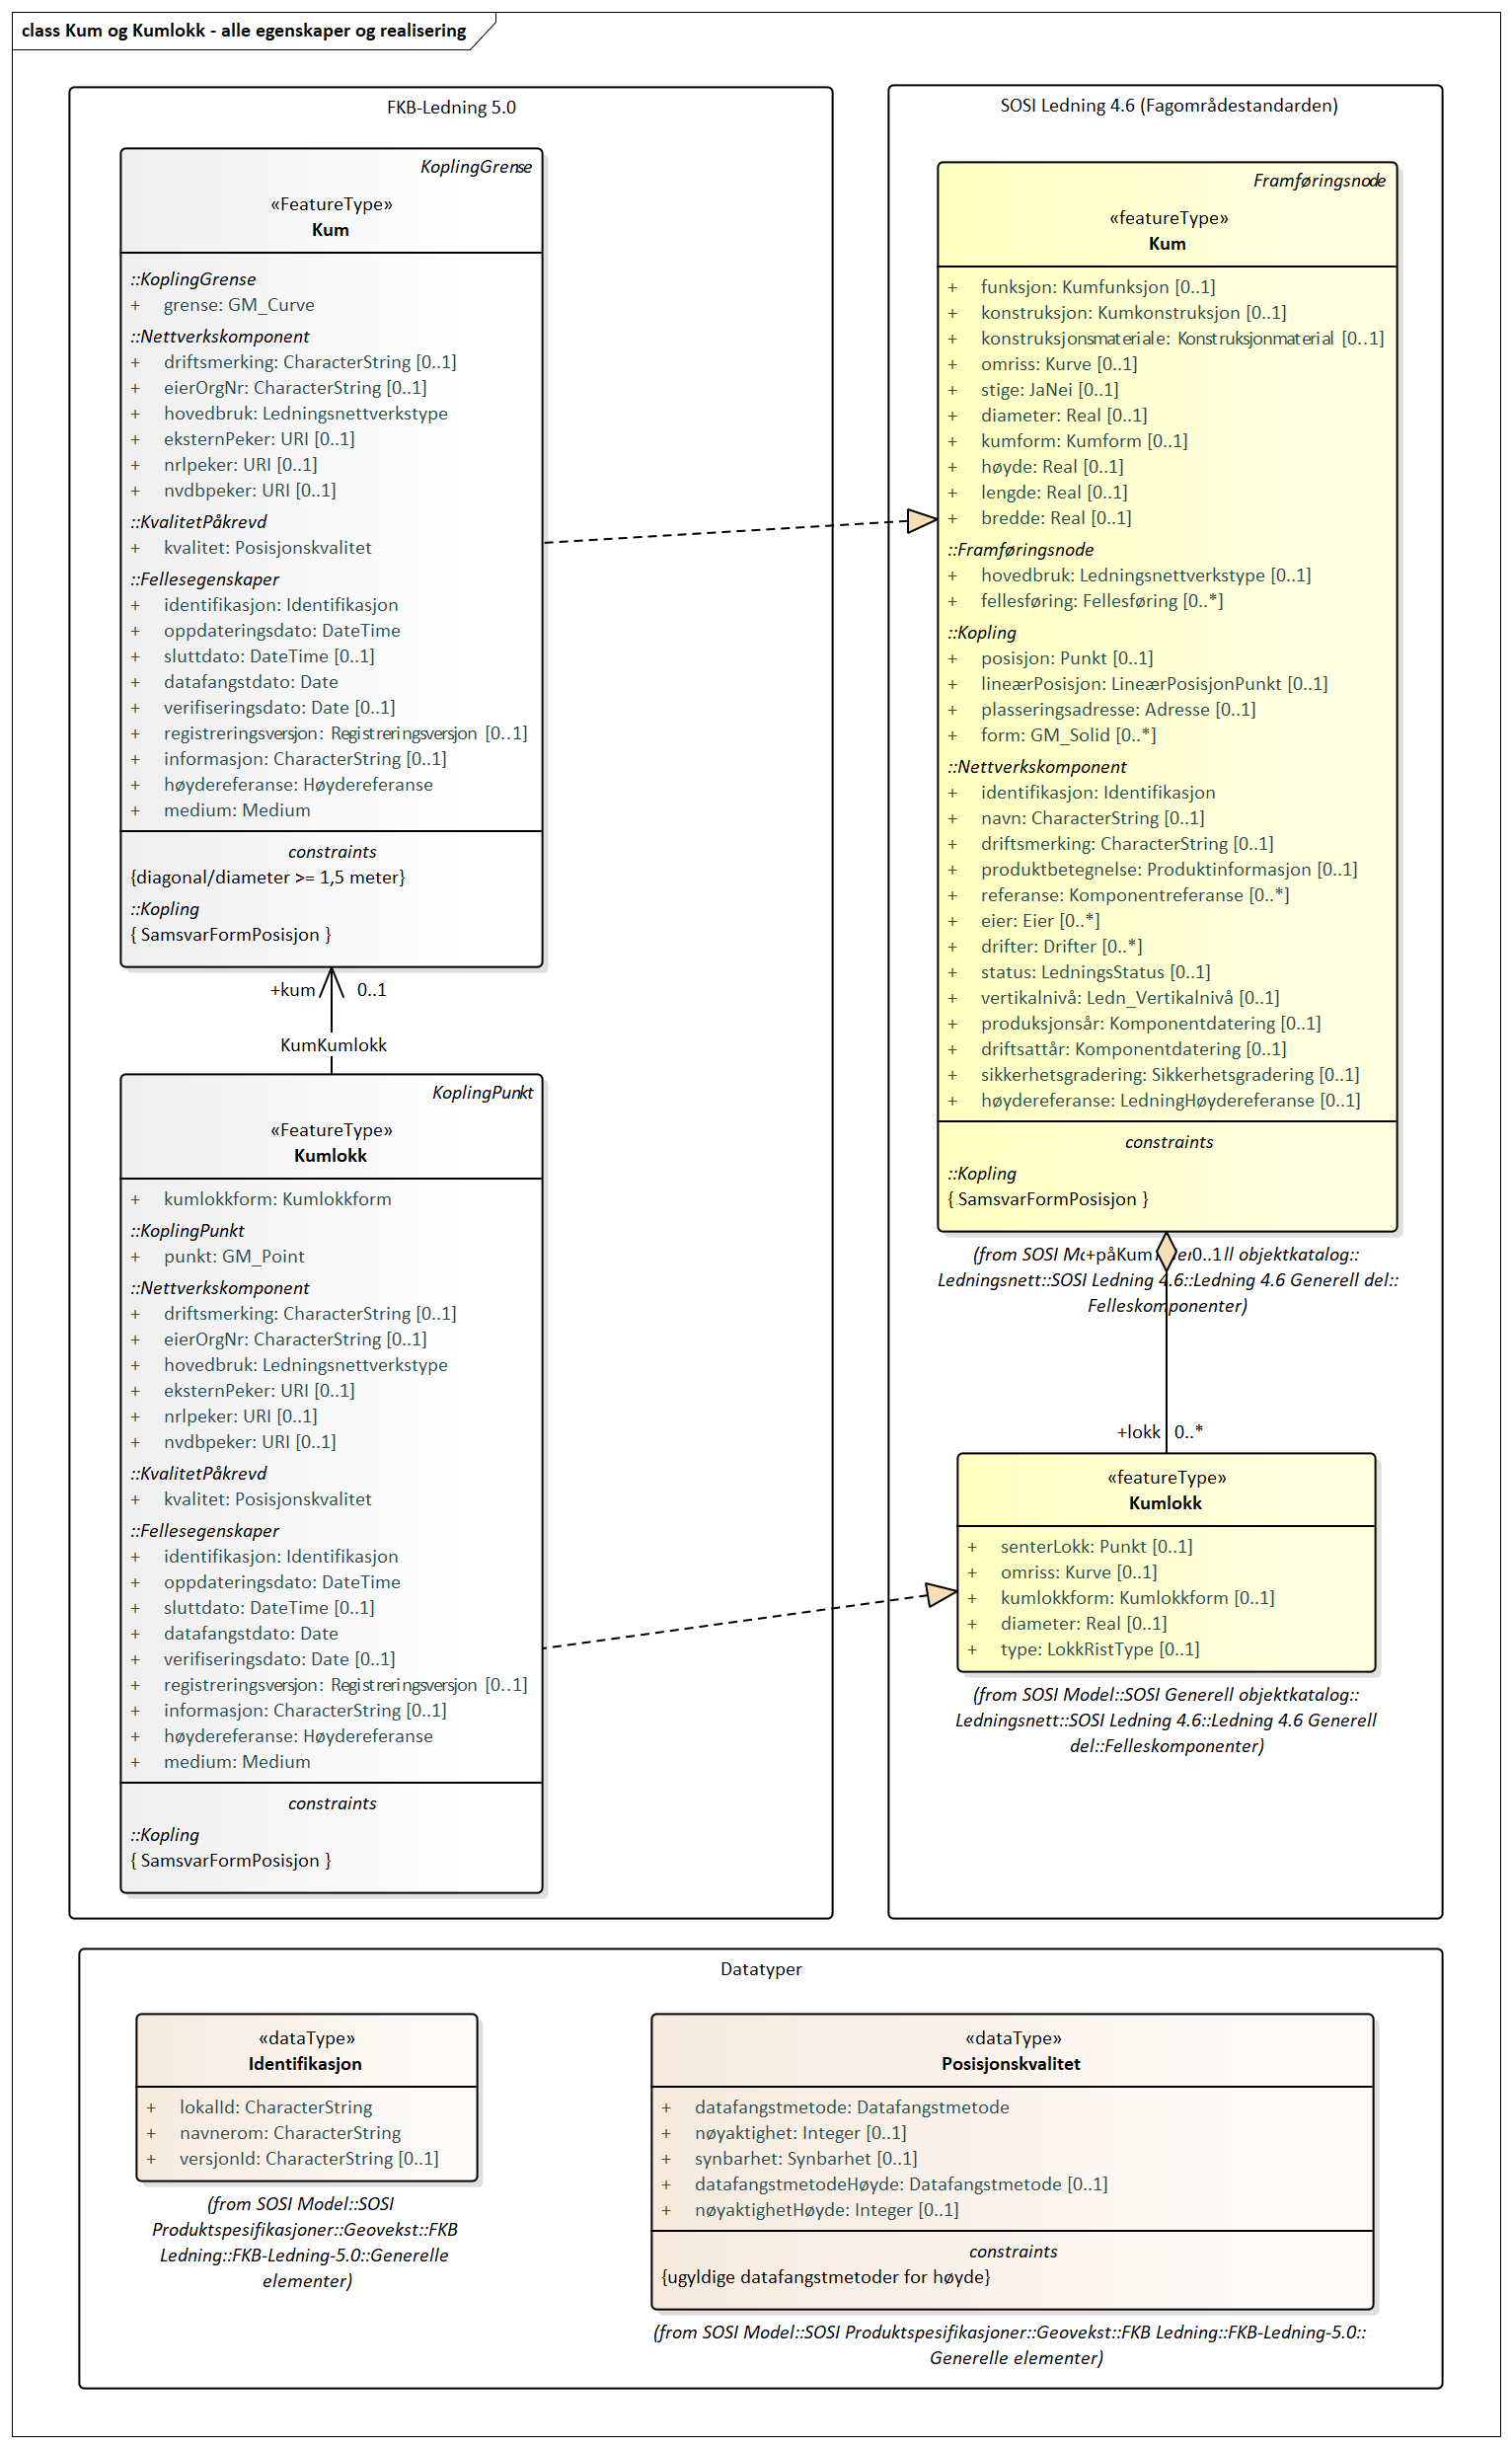 class Kum og Kumlokk - alle egenskaper og realisering
FKB-Ledning 5.0
KoplingGrense
«FeatureType»
Kum
::KoplingGrense
+ grense: GM_Curve
::Nettverkskomponent
+ driftsmerking: CharacterString [0..1]
+ eierOrgNr: CharacterString [0..1]
+ hovedbruk: Ledningsnettverkstype
+ eksternPeker: URI [0..1]
+ nrlpeker: URI [0..1]
+ nvdbpeker: URI [0..1]
::KvalitetPåkrevd
+ kvalitet: Posisjonskvalitet
::Fellesegenskaper
+ identifikasjon: Identifikasjon
+ oppdateringsdato: DateTime
+ sluttdato: DateTime [0..1]
+ datafangstdato: Date
+ verifiseringsdato: Date [0..1]
+ registreringsversjon: Registreringsversjon [0..1]
+ informasjon: CharacterString [0..1]
+ høydereferanse: Høydereferanse
+ medium: Medium
constraints
{diagonal/diameter >= 1,5 meter}
::Kopling
{ SamsvarFormPosisjon }
+kum 0..1
KumKumlokk
KoplingPunkt
«FeatureType»
Kumlokk
+ kumlokkform: Kumlokkform
::KoplingPunkt
+ punkt: GM_Point
::Nettverkskomponent
+ driftsmerking: CharacterString [0..1]
+ eierOrgNr: CharacterString [0..1]
+ hovedbruk: Ledningsnettverkstype
+ eksternPeker: URI [0..1]
+ nrlpeker: URI [0..1]
+ nvdbpeker: URI [0..1]
::KvalitetPåkrevd
+ kvalitet: Posisjonskvalitet
::Fellesegenskaper
+ identifikasjon: Identifikasjon
+ oppdateringsdato: DateTime
+ sluttdato: DateTime [0..1]
+ datafangstdato: Date
+ verifiseringsdato: Date [0..1]
+ registreringsversjon: Registreringsversjon [0..1]
+ informasjon: CharacterString [0..1]
+ høydereferanse: Høydereferanse
+ medium: Medium
constraints
::Kopling
{ SamsvarFormPosisjon }
SOSI Ledning 4.6 (Fagområdestandarden)
Framføringsnode
«featureType»
Kum
+ funksjon: Kumfunksjon [0..1]
+ konstruksjon: Kumkonstruksjon [0..1]
+ konstruksjonsmateriale: Konstruksjonmaterial [0..1]
+ omriss: Kurve [0..1]
+ stige: JaNei [0..1]
+ diameter: Real [0..1]
+ kumform: Kumform [0..1]
+ høyde: Real [0..1]
+ lengde: Real [0..1]
+ bredde: Real [0..1]
::Framføringsnode
+ hovedbruk: Ledningsnettverkstype [0..1]
+ fellesføring: Fellesføring [0..*]
::Kopling
+ posisjon: Punkt [0..1]
+ lineærPosisjon: LineærPosisjonPunkt [0..1]
+ plasseringsadresse: Adresse [0..1]
+ form: GM_Solid [0..*]
::Nettverkskomponent
+ identifikasjon: Identifikasjon
+ navn: CharacterString [0..1]
+ driftsmerking: CharacterString [0..1]
+ produktbetegnelse: Produktinformasjon [0..1]
+ referanse: Komponentreferanse [0..*]
+ eier: Eier [0..*]
+ drifter: Drifter [0..*]
+ status: LedningsStatus [0..1]
+ vertikalnivå: Ledn_Vertikalnivå [0..1]
+ produksjonsår: Komponentdatering [0..1]
+ driftsattår: Komponentdatering [0..1]
+ sikkerhetsgradering: Sikkerhetsgradering [0..1]
+ høydereferanse: LedningHøydereferanse [0..1]
constraints
::Kopling
{ SamsvarFormPosisjon }
(from SOSI +påKum 0..1 objektkatalog::
Ledningsnett::SOSI Ledning 4.6::Ledning 4.6 Generell del::
Felleskomponenter)
+lokk 0..*
«featureType»
Kumlokk
+ senterLokk: Punkt [0..1]
+ omriss: Kurve [0..1]
+ kumlokkform: Kumlokkform [0..1]
+ diameter: Real [0..1]
+ type: LokkRistType [0..1]
(from SOSI Model::SOSI Generell objektkatalog::
Ledningsnett::SOSI Ledning 4.6::Ledning 4.6 Generell
del::Felleskomponenter)
Datatyper
«dataType»
Identifikasjon
+ lokalId: CharacterString
+ navnerom: CharacterString
+ versjonId: CharacterString [0..1]
(from SOSI Model::SOSI
Produktspesifikasjoner::Geovekst::FKB
Ledning::FKB-Ledning-5.0::Generelle
elementer)
«dataType»
Posisjonskvalitet
+ datafangstmetode: Datafangstmetode
+ nøyaktighet: Integer [0..1]
+ synbarhet: Synbarhet [0..1]
+ datafangstmetodeHøyde: Datafangstmetode [0..1]
+ nøyaktighetHøyde: Integer [0..1]
constraints
{ugyldige datafangstmetoder for høyde}
(from SOSI Model::SOSI Produktspesifikasjoner::Geovekst::FKB Ledning::FKB-Ledning-5.0::
Generelle elementer)